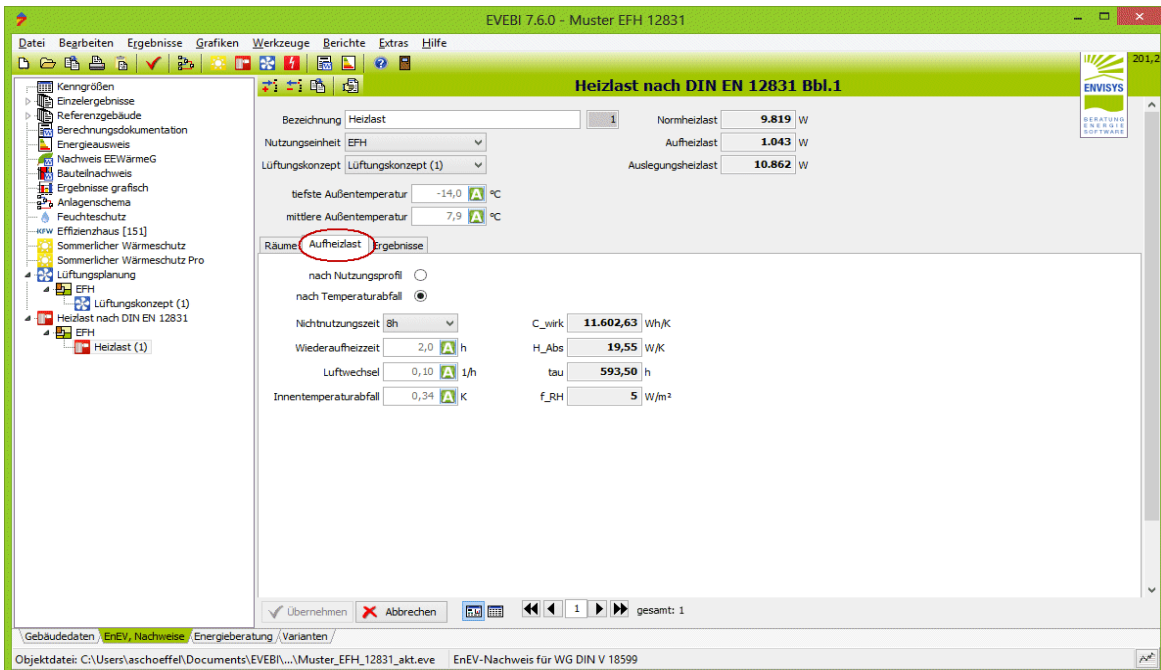 EVEBI 7.6.0 - Muster EFH 12831
Datei Bearbeiten Ergebnisse Grafiken Werkzeuge Berichte Extras Hilfe
201,2
Kenngrößen
Einzelergebnisse
Referenzgebäude
Berechnungsdokumentation
Energieausweis
Nachweis EEWärmeG
Bauteilnachweis
Ergebnisse grafisch
Anlagenschema
Feuchteschutz
KFW Effizienzhaus [151]
Sommerlicher Wärmeschutz
Sommerlicher Wärmeschutz Pro
Lüftungsplanung
EFH
Lüftungskonzept (1)
Heizlast nach DIN EN 12831
EFH
Heizlast (1)
Heizlast nach DIN EN 12831 Bbl.1
ENVISYS
BERATUNG
ENERGIE
SOFTWARE
Bezeichnung Heizlast 1 Normheizlast 9.819 W
Nutzungseinheit EFH Aufheizlast 1.043 W
Lüftungskonzept Lüftungskonzept (1) Auslegungsheizlast 10.862 W
tiefste Außentemperatur -14,0 A °C
mittlere Außentemperatur 7,9 A °C
Räume Aufheizlast Ergebnisse
nach Nutzungsprofil
nach Temperaturabfall
Nichtnutzungszeit 8h C_wirk 11.602,63 Wh/K
Wiederaufheizzeit 2,0 A h H_Abs 19,55 W/K
Luftwechsel 0,10 A 1/h tau 593,50 h
Innentemperaturabfall 0,34 A K f_RH 5 W/m²
Übernehmen Abbrechen 1 gesamt: 1
Gebäudedaten EnEV, Nachweise Energieberatung Varianten
Objektdatei: C:\Users\aschoeffel\Documents\EVEBI\...\Muster_EFH_12831_akt.eve EnEV-Nachweis für WG DIN V 18599